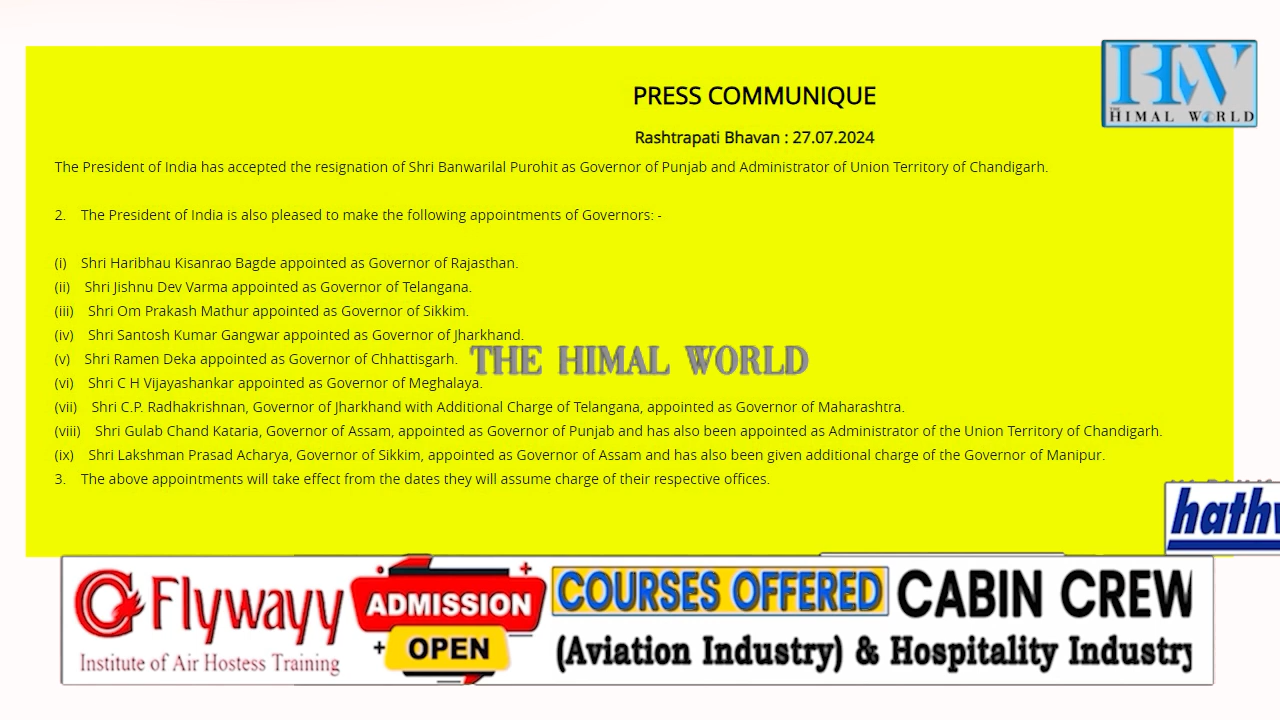 PRESS COMMUNIQUE
THE
HIMAL WORLD
Rashtrapati Bhavan : 27.07.2024
The President of India has accepted the resignation of Shri Banwarilal Purohit as Governor of Punjab and Administrator of Union Territory of Chandigarh.
2. The President of India is also pleased to make the following appointments of Governors: -
(i) Shri Haribhau Kisanrao Bagde appointed as Governor of Rajasthan.
(ii) Shri Jishnu Dev Varma appointed as Governor of Telangana.
(iii) Shri Om Prakash Mathur appointed as Governor of Sikkim.
(iv) Shri Santosh Kumar Gangwar appointed as Governor of Jharkhand.
(v) Shri Ramen Deka appointed as Governor of Chhattisgarh.
THE HIMAL WORLD
(vi) Shri C H Vijayashankar appointed as Governor of Meghalaya.
(vii) Shri C.P. Radhakrishnan, Governor of Jharkhand with Additional Charge of Telangana, appointed as Governor of Maharashtra.
(viii) Shri Gulab Chand Kataria, Governor of Assam, appointed as Governor of Punjab and has also been appointed as Administrator of the Union Territory of Chandigarh.
(ix) Shri Lakshman Prasad Acharya, Governor of Sikkim, appointed as Governor of Assam and has also been given additional charge of the Governor of Manipur.
3. The above appointments will take effect from the dates they will assume charge of their respective offices.
Flywayy
Institute of Air Hostess Training
ADMISSION
OPEN
COURSES OFFERED CABIN CREW
(Aviation Industry) & Hospitality Industry